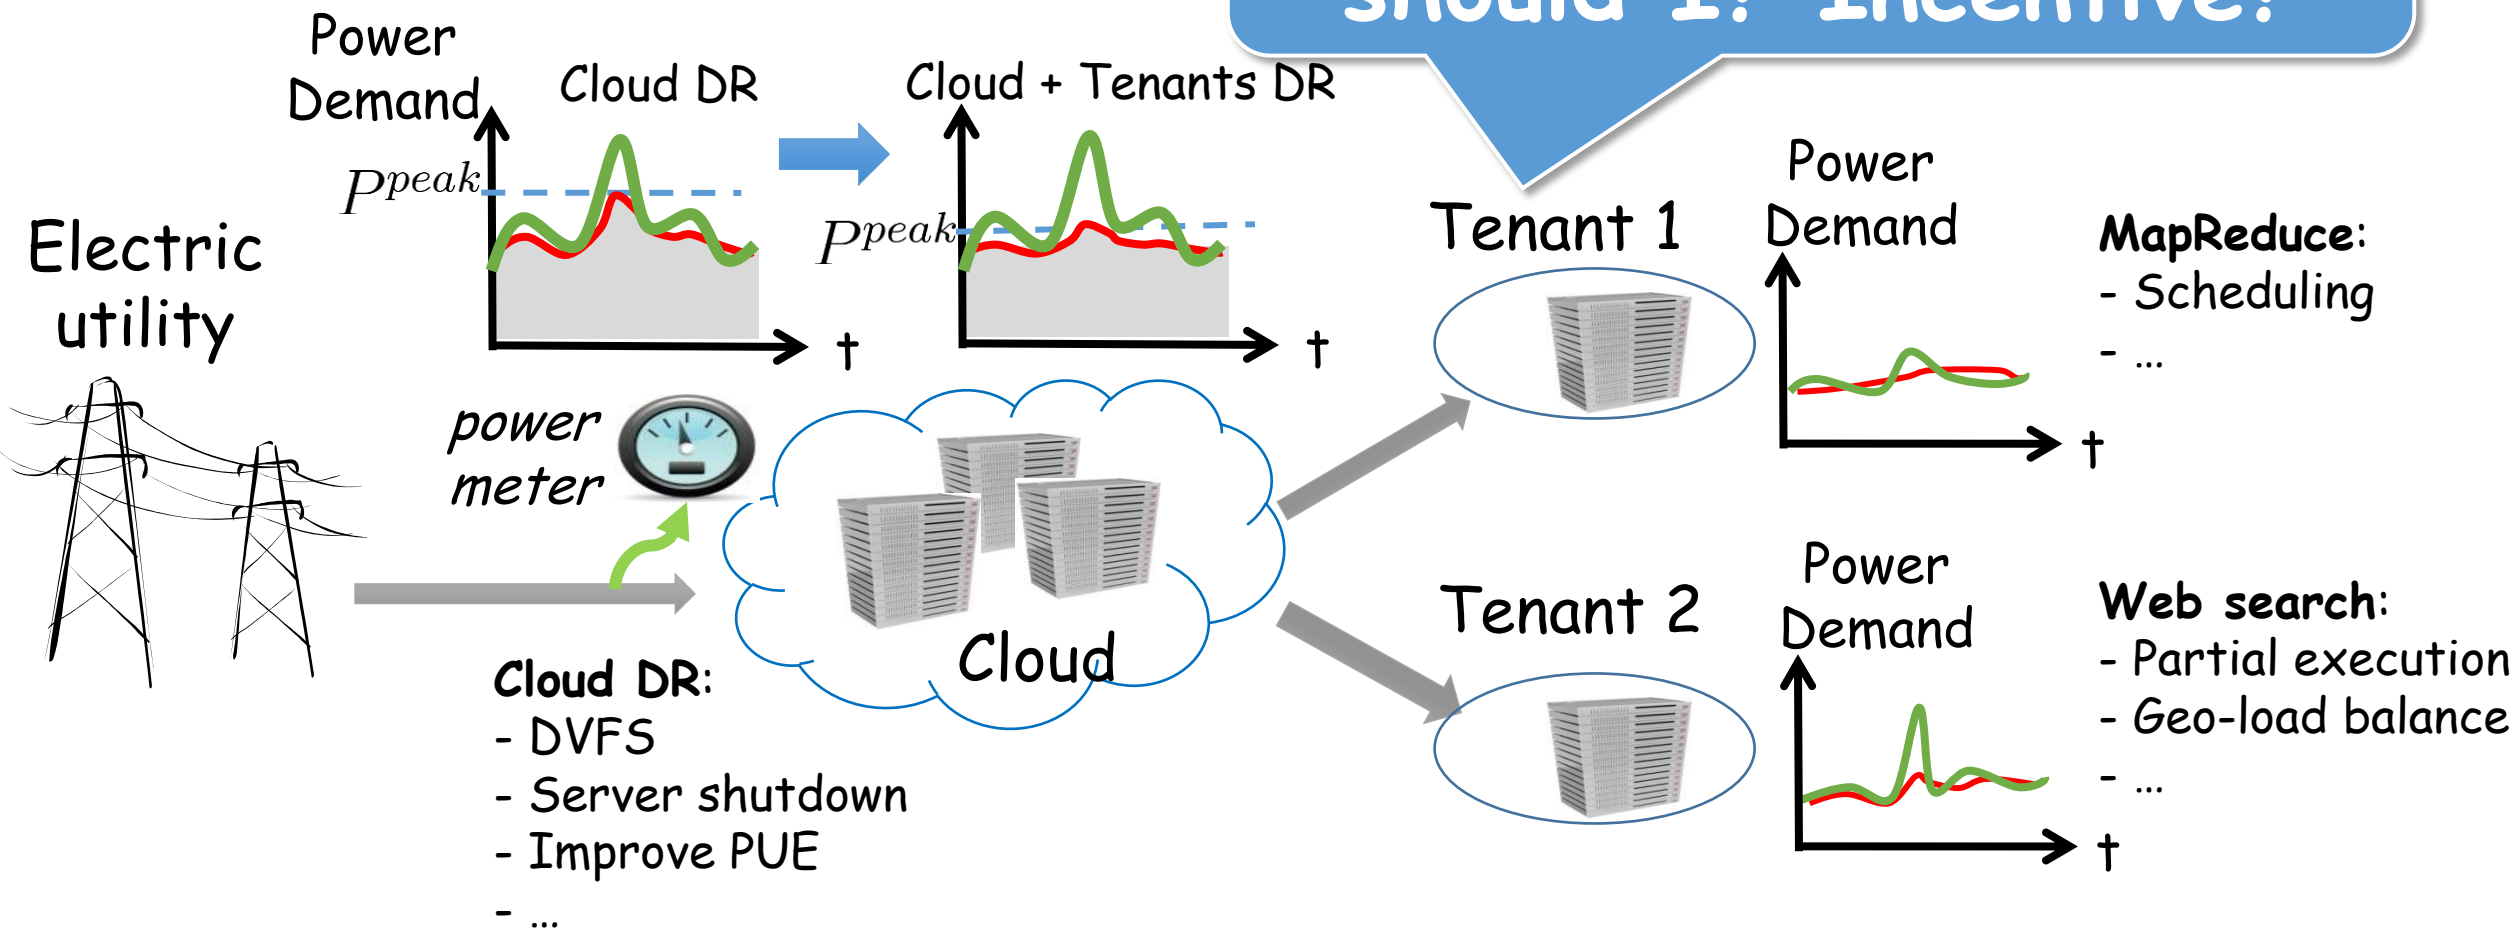 should I? Incentive?
Power
Demand
Cloud DR
Cloud + Tenants DR
P^peak
P^peak
t
t
Electric
utility
power
meter
Cloud
Cloud DR:
- DVFS
- Server shutdown
- Improve PUE
- ...
Tenant 1
Power
Demand
t
MapReduce:
- Scheduling
- ...
Tenant 2
Power
Demand
t
Web search:
- Partial execution
- Geo-load balance
- ...